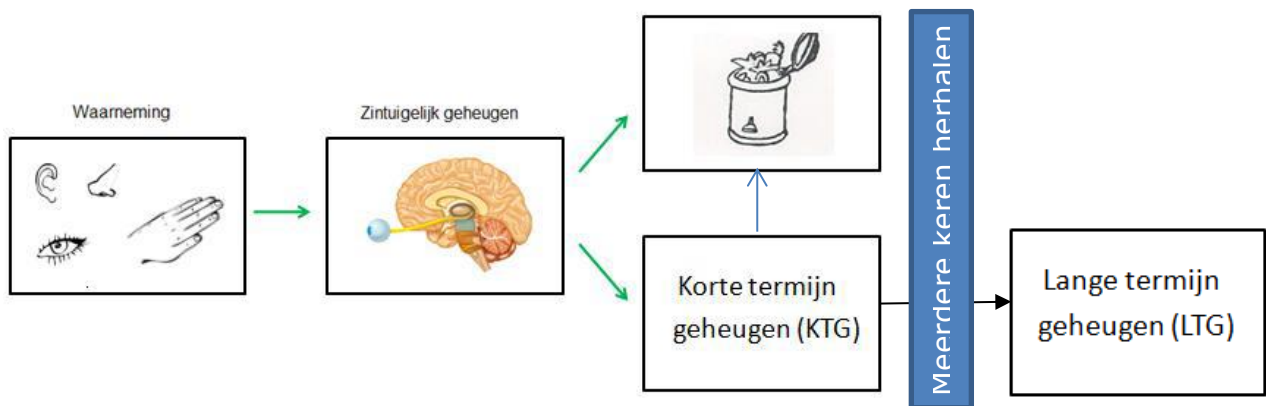 Waarneming
Zintuigelijk geheugen
Korte termijn
geheugen (KTG)
Meerdere keren herhalen
Lange termijn
geheugen (LTG)